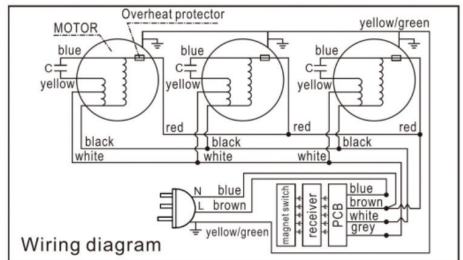 Overheat protector
MOTOR
yellow/green
blue
blue
blue
C
C
C
yellow
yellow
yellow
red
red
red
black
black
black
white
white
white
N blue
L brown
yellow/green
magnet switch
receiver
PCB
blue
brown
white
grey
Wiring diagram